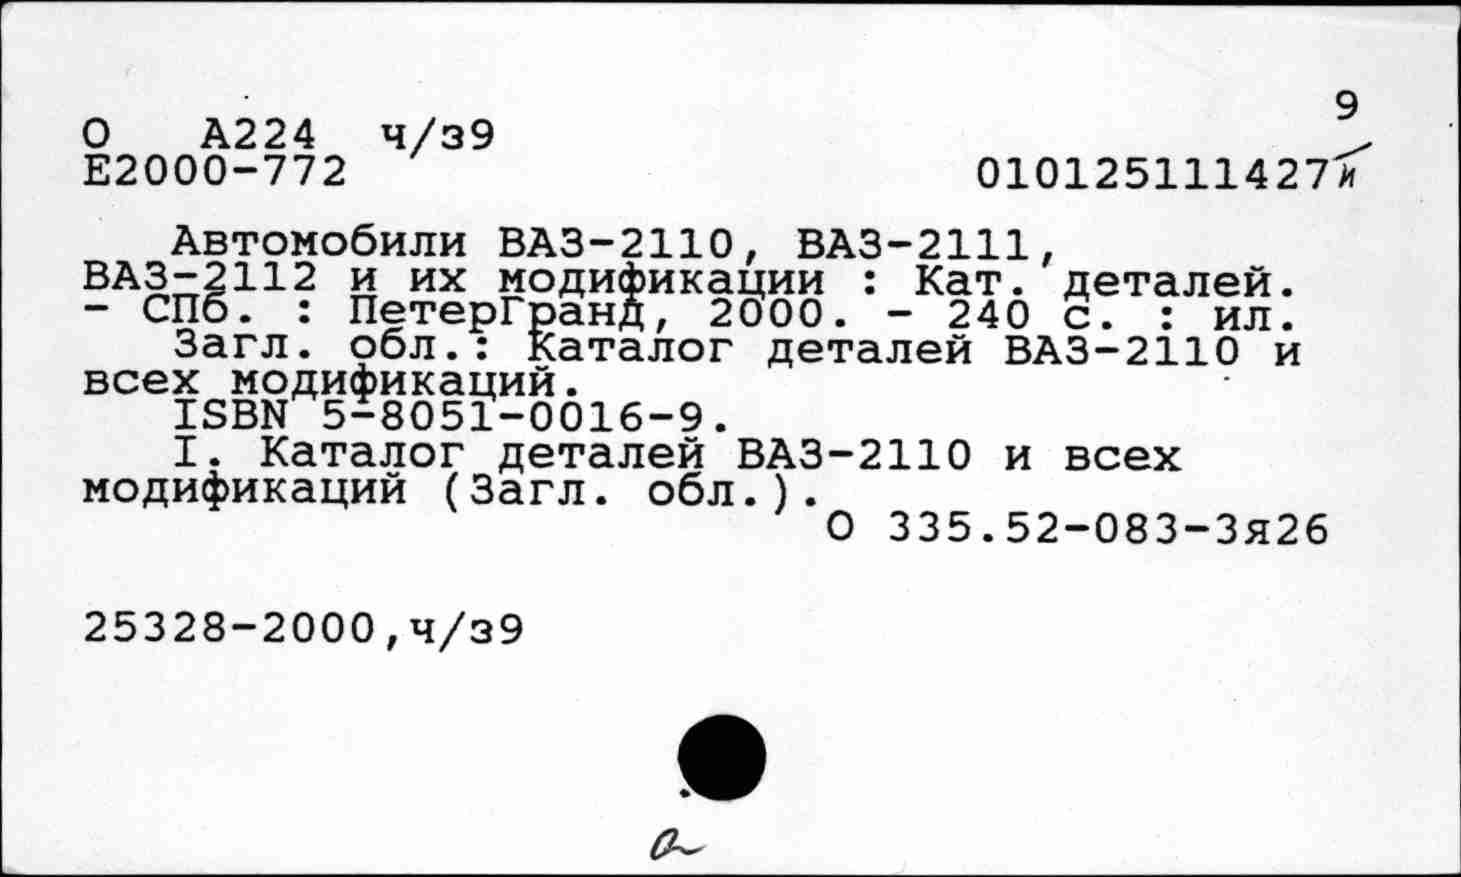 9
О А224 ч/з9
Е2000-772 010125111427и
Автомобили ВАЗ-2110, ВАЗ-2111,
ВАЗ-2112 и их модификации : Кат. деталей.
- СПб. : ПетерГранд, 2000. - 240 с. : ил.
Загл. обл.: Каталог деталей ВАЗ-2110 и
всех модификаций.
ISBN 5-8051-0016-9.
I. Каталог деталей ВАЗ-2110 и всех
модификаций (Загл. обл.).
О 335.52-083-3я26
25328-2000,ч/з9